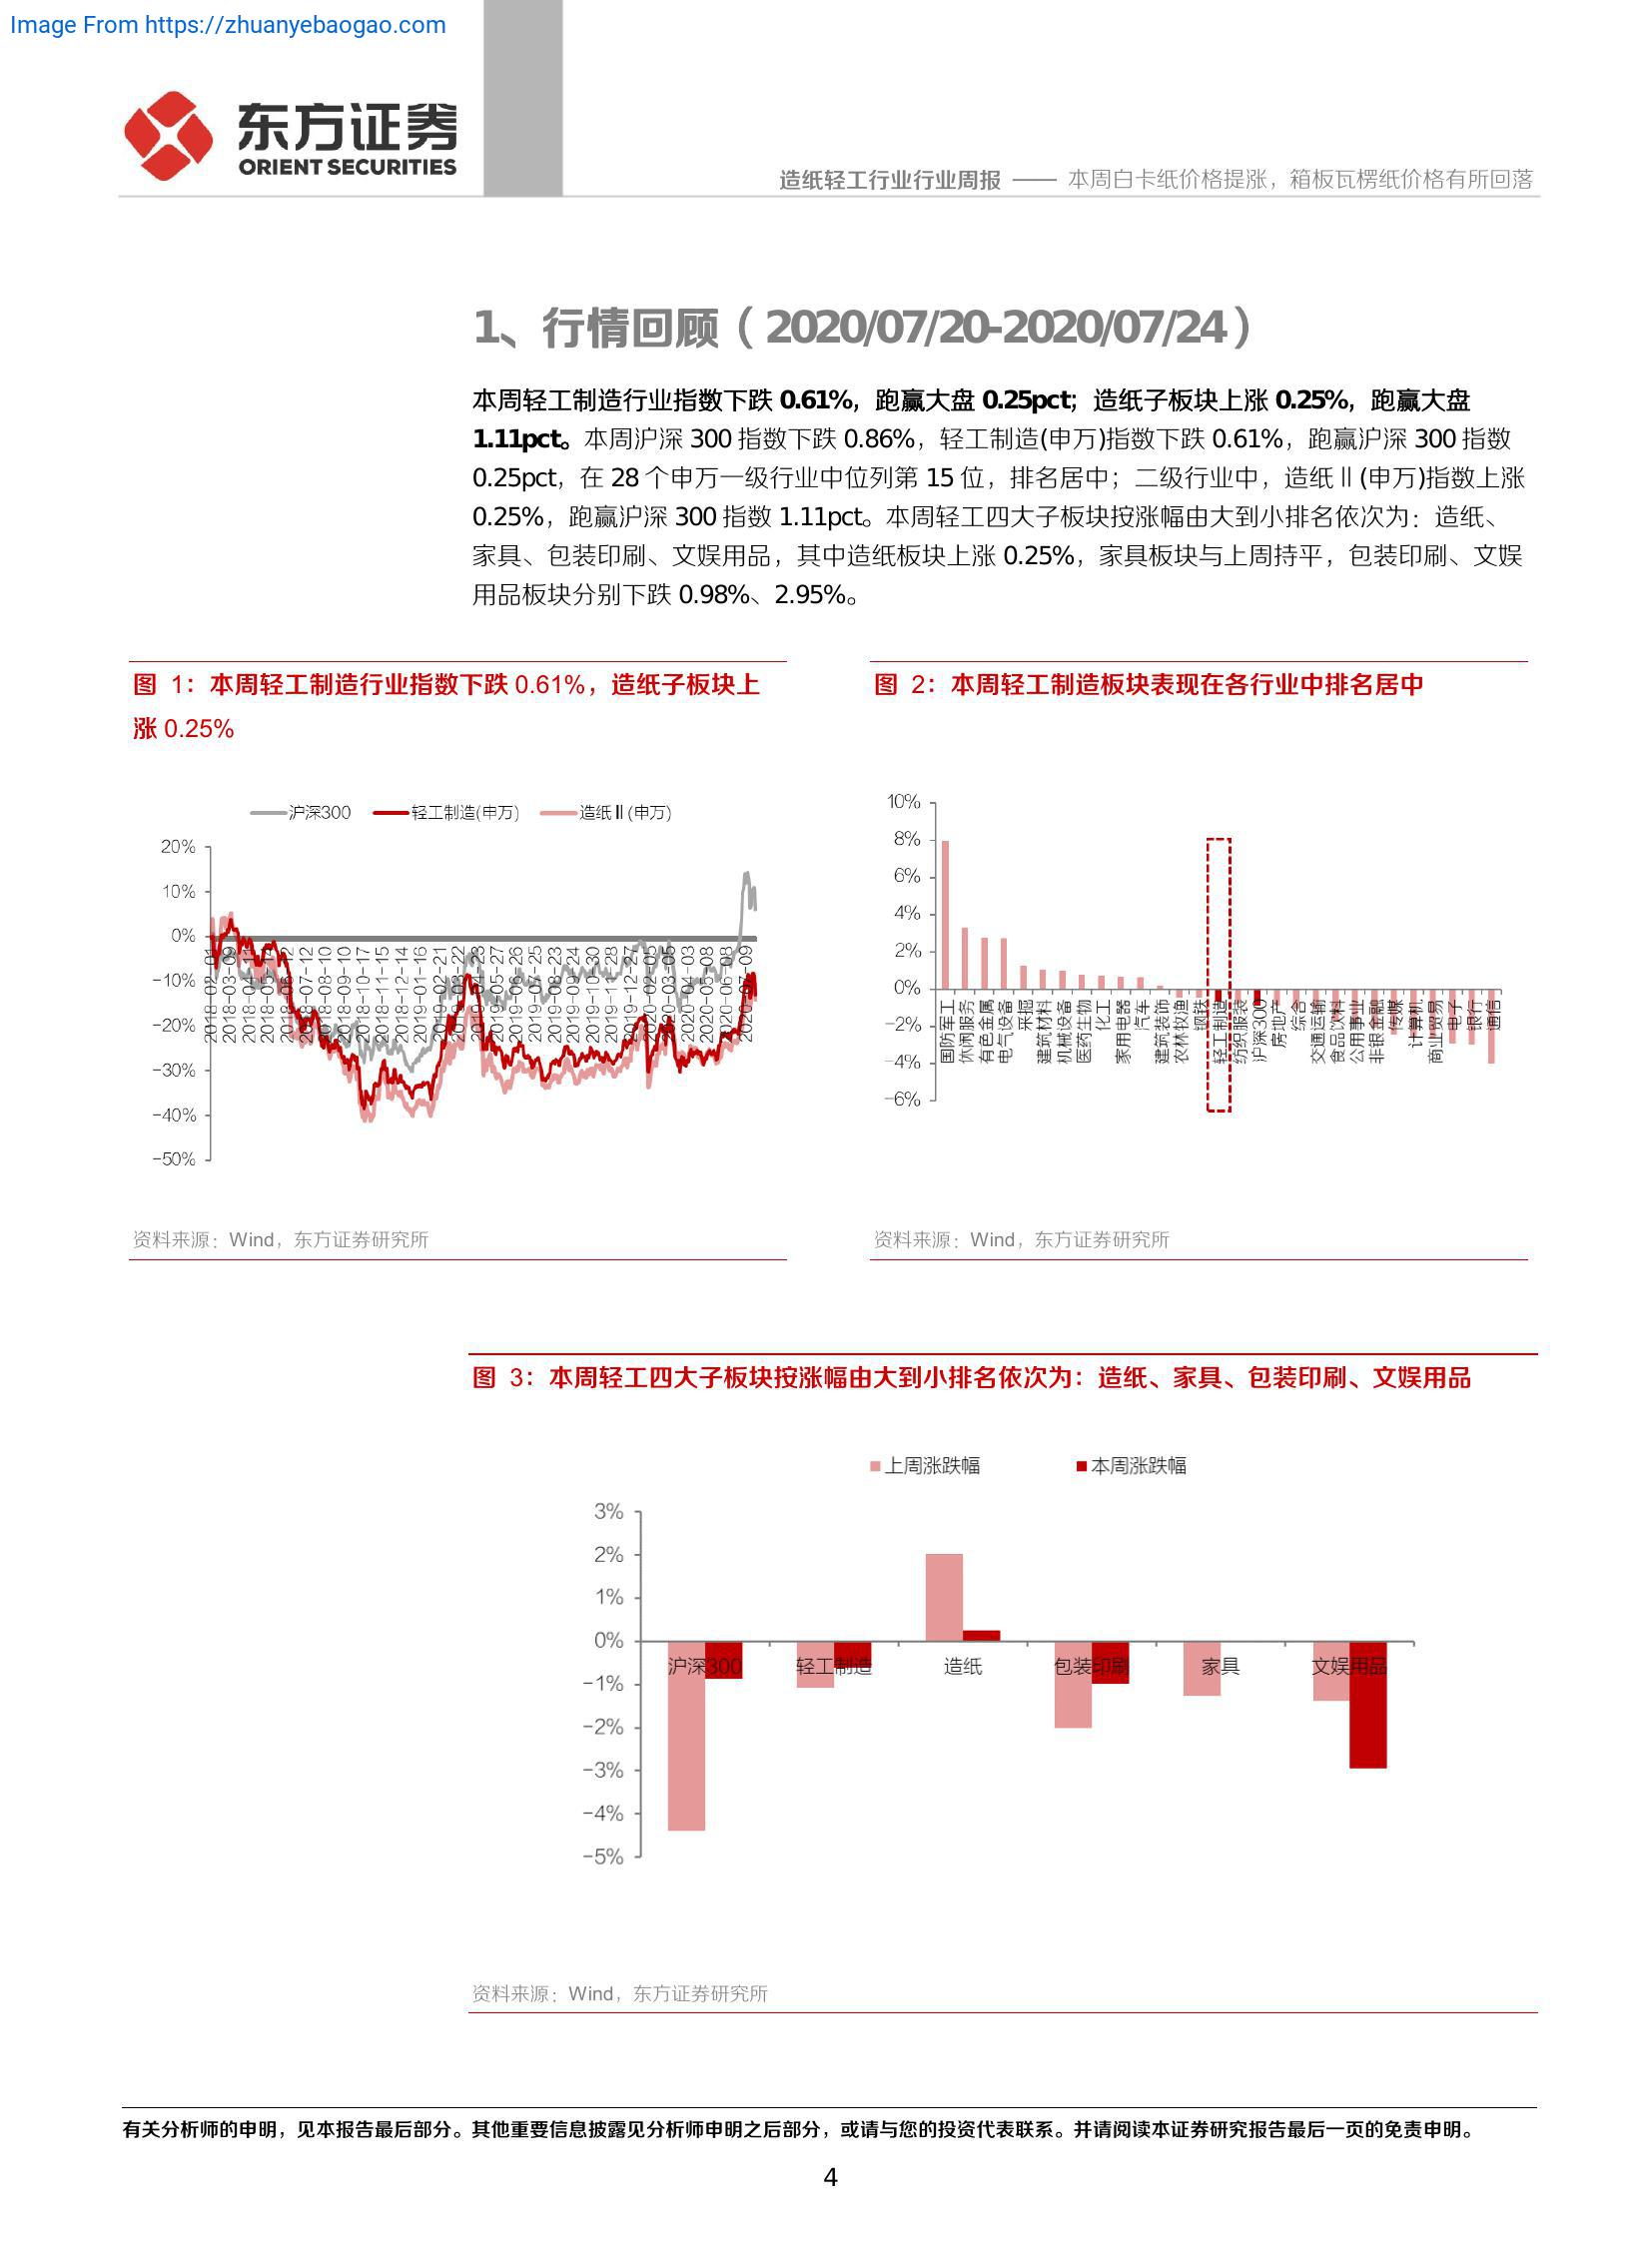 Image From https://zhuanyebaogao.com
东方证券
ORIENT SECURITIES
造纸轻工行业行业周报 —— 本周白卡纸价格提涨，箱板瓦楞纸价格有所回落
1、行情回顾（2020/07/20-2020/07/24）
本周轻工制造行业指数下跌 0.61%，跑赢大盘 0.25pct；造纸子板块上涨 0.25%，跑赢大盘
1.11pct。本周沪深 300 指数下跌 0.86%，轻工制造(申万)指数下跌 0.61%，跑赢沪深 300 指数
0.25pct，在 28 个申万一级行业中位列第 15 位，排名居中；二级行业中，造纸Ⅱ(申万)指数上涨
0.25%，跑赢沪深 300 指数 1.11pct。本周轻工四大子板块按涨幅由大到小排名依次为：造纸、
家具、包装印刷、文娱用品，其中造纸板块上涨 0.25%，家具板块与上周持平，包装印刷、文娱
用品板块分别下跌 0.98%、2.95%。
图 1：本周轻工制造行业指数下跌 0.61%，造纸子板块上
涨 0.25%
沪深300 轻工制造(申万) 造纸Ⅱ(申万)
20%
10%
0%
-10%
-20%
-30%
-40%
-50%
2018-02-01
2018-03-09
2018-07-12
2018-08-10
2018-09-10
2018-10-17
2018-11-15
2018-12-14
2019-01-16
2019-02-21
2019-03-22
2019-05-27
2019-06-26
2019-07-25
2019-08-23
2019-09-24
2019-10-30
2019-11-28
2019-12-27
2020-02-05
2020-03-05
2020-04-03
2020-05-08
2020-06-08
2020-07-09
资料来源：Wind，东方证券研究所
图 2：本周轻工制造板块表现在各行业中排名居中
10%
8%
6%
4%
2%
0%
-2%
-4%
-6%
国防军工
休闲服务
有色金属
电气设备
采掘
建筑材料
机械设备
医药生物
化工
家用电器
汽车
建筑装饰
农林牧渔
钢铁
轻工制造
纺织服装
沪深300
房地产
综合
交通运输
食品饮料
公用事业
非银金融
传媒
计算机
商业贸易
电子
银行
通信
资料来源：Wind，东方证券研究所
图 3：本周轻工四大子板块按涨幅由大到小排名依次为：造纸、家具、包装印刷、文娱用品
上周涨跌幅 本周涨跌幅
3%
2%
1%
0%
-1%
-2%
-3%
-4%
-5%
沪深300 轻工制造 造纸 包装印刷 家具 文娱用品
资料来源：Wind，东方证券研究所
有关分析师的申明，见本报告最后部分。其他重要信息披露见分析师申明之后部分，或请与您的投资代表联系。并请阅读本证券研究报告最后一页的免责申明。
4